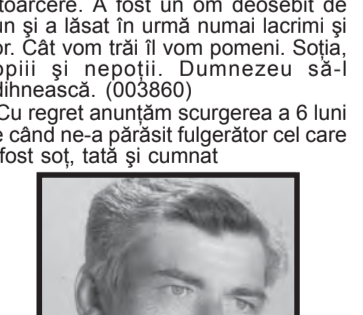 toarcere. A fost un om deosebit de
un şi a lăsat în urmă numai lacrimi şi
or. Cât vom trăi îl vom pomeni. Soţia,
opiii şi nepoţii. Dumnezeu să-l
dihnească. (003860)
Cu regret anunţăm scurgerea a 6 luni
e când ne-a părăsit fulgerător cel care
fost soţ, tată şi cumnat